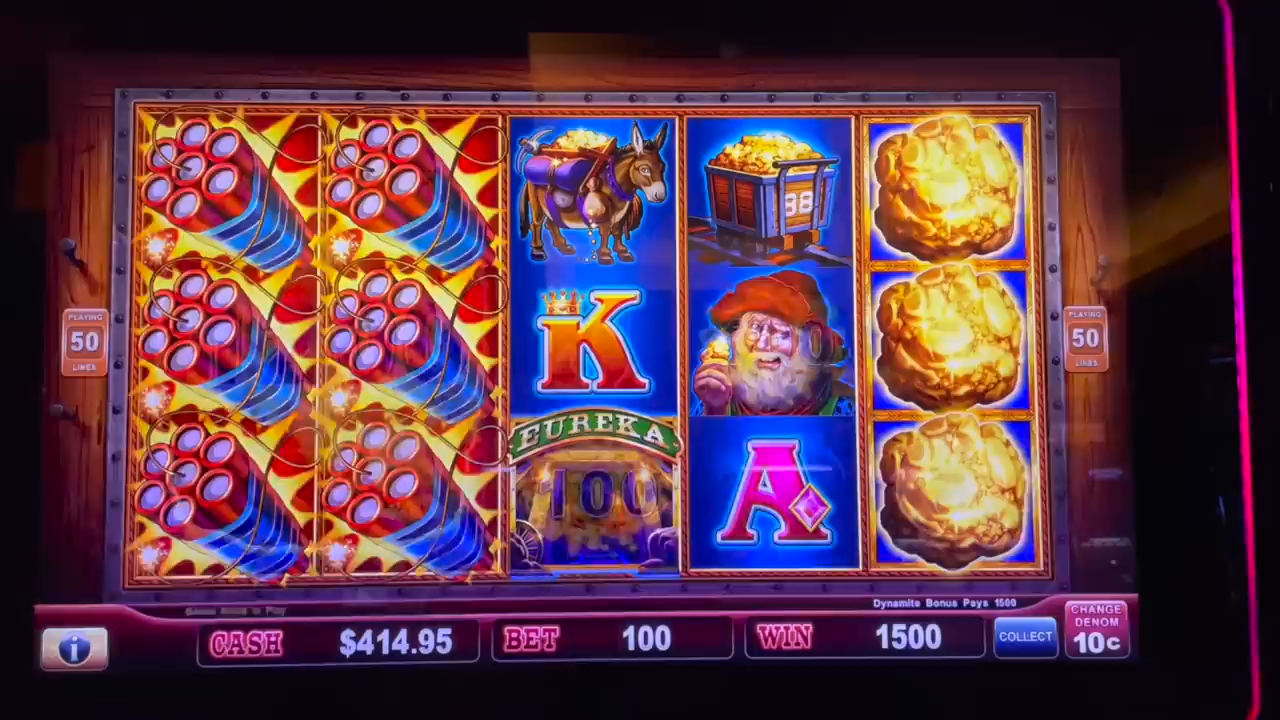 88
K
EUREKA
100
A
PLAYING
50
LINES
PLAYING
50
LINES
Dynamite Bonus Pays 1500
CASH $414.95
BET 100
WIN 1500
COLLECT
CHANGE
DENOM
10¢
i